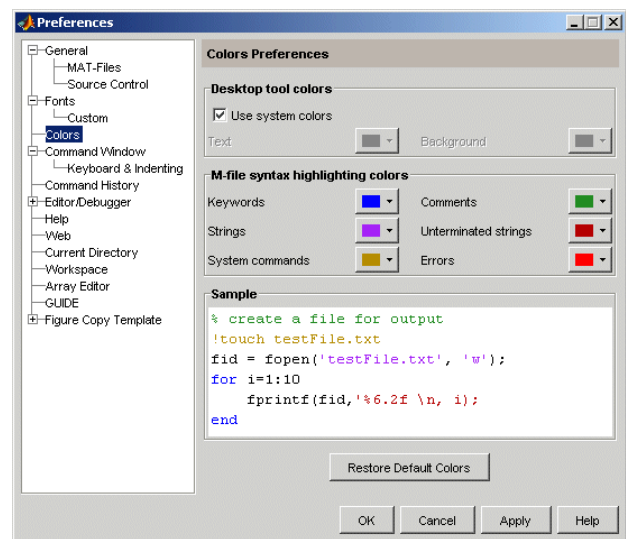 Preferences
General
MAT-Files
Source Control
Fonts
Custom
Colors
Command Window
Keyboard & Indenting
Command History
Editor/Debugger
Help
Web
Current Directory
Workspace
Array Editor
GUIDE
Figure Copy Template
Colors Preferences
Desktop tool colors
Use system colors
Text Background
M-file syntax highlighting colors
Keywords Comments
Strings Unterminated strings
System commands Errors
Sample
% create a file for output
!touch testFile.txt
fid = fopen('testFile.txt', 'w');
for i=1:10
    fprintf(fid,'%6.2f \n, i);
end
Restore Default Colors
OK Cancel Apply Help